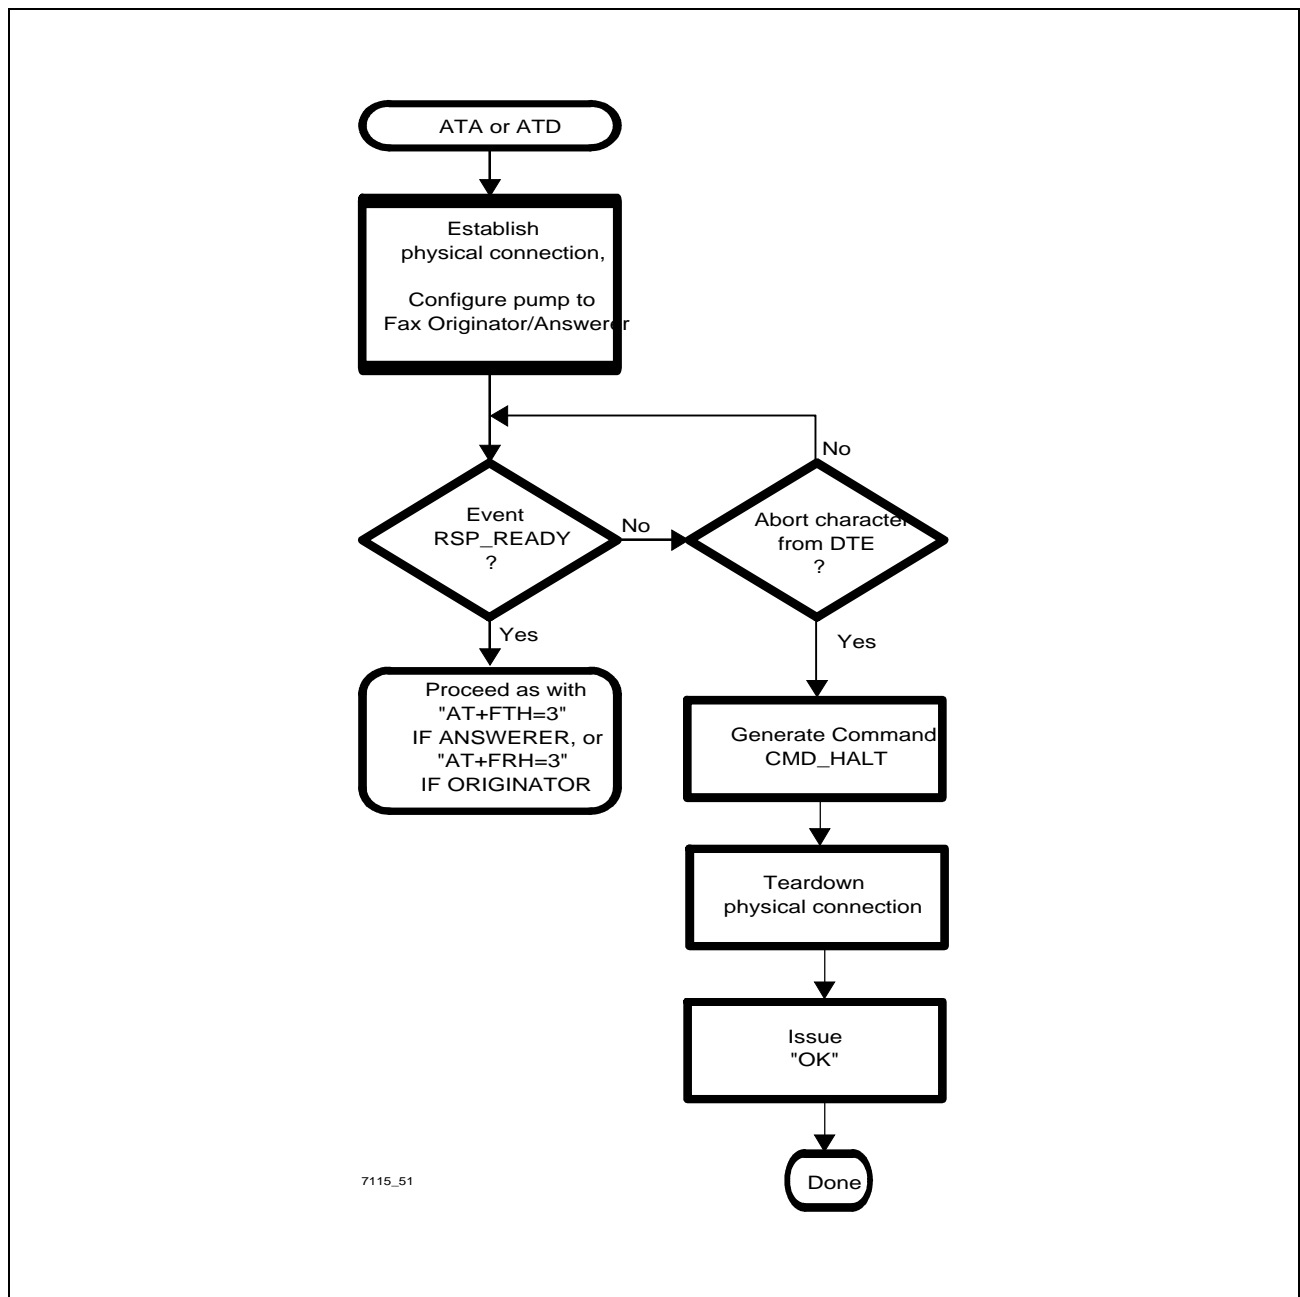 ATA or ATD
Establish
physical connection,
Configure pump to
Fax Originator/Answerer
No
Event
RSP_READY
?
No
Abort character
from DTE
?
Yes
Yes
Proceed as with
"AT+FTH=3"
IF ANSWERER, or
"AT+FRH=3"
IF ORIGINATOR
Generate Command
CMD_HALT
Teardown
physical connection
Issue
"OK"
Done
7115_51